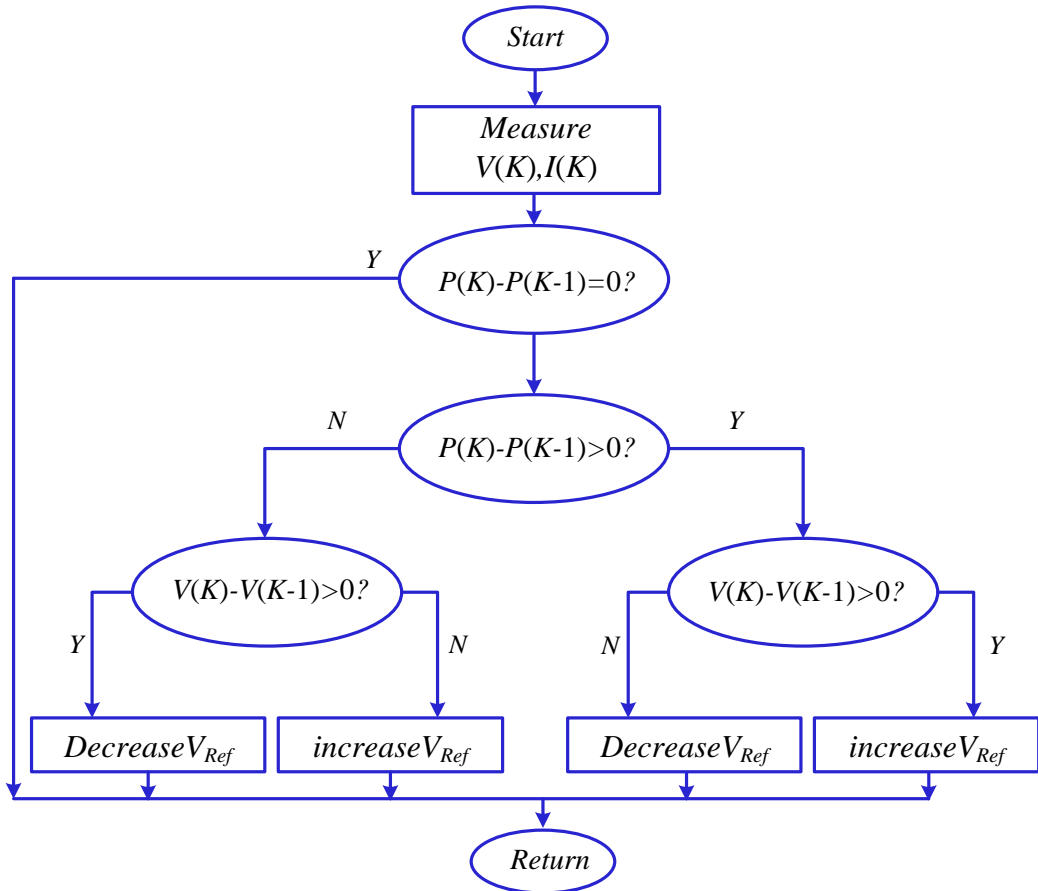 Start
Measure
V(K),I(K)
Y
P(K)-P(K-1)=0?
N
P(K)-P(K-1)>0?
Y
V(K)-V(K-1)>0?
V(K)-V(K-1)>0?
Y
N
N
Y
DecreaseV_Ref
increaseV_Ref
DecreaseV_Ref
increaseV_Ref
Return